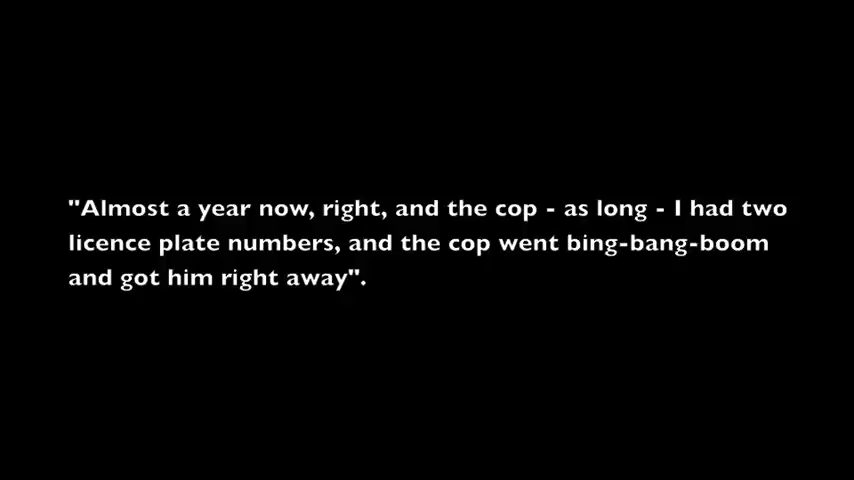 "Almost a year now, right, and the cop - as long - I had two
licence plate numbers, and the cop went bing-bang-boom
and got him right away".